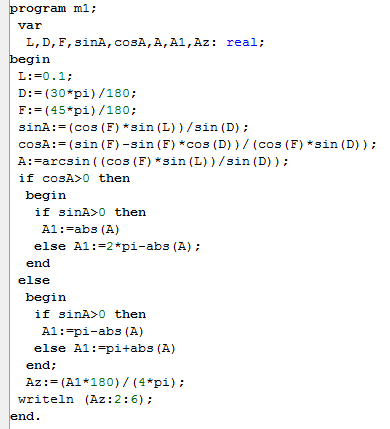 program m1;
var
L,D,F,sinA,cosA,A,A1,Az: real;
begin
L:=0.1;
D:=(30*pi)/180;
F:=(45*pi)/180;
sinA:=(cos(F)*sin(L))/sin(D);
cosA:=(sin(F)-sin(F)*cos(D))/(cos(F)*sin(D));
A:=arcsin((cos(F)*sin(L))/sin(D));
if cosA>0 then
begin
if sinA>0 then
A1:=abs(A)
else A1:=2*pi-abs(A);
end
else
begin
if sinA>0 then
A1:=pi-abs(A)
else A1:=pi+abs(A)
end;
Az:=(A1*180)/(4*pi);
writeln (Az:2:6);
end.